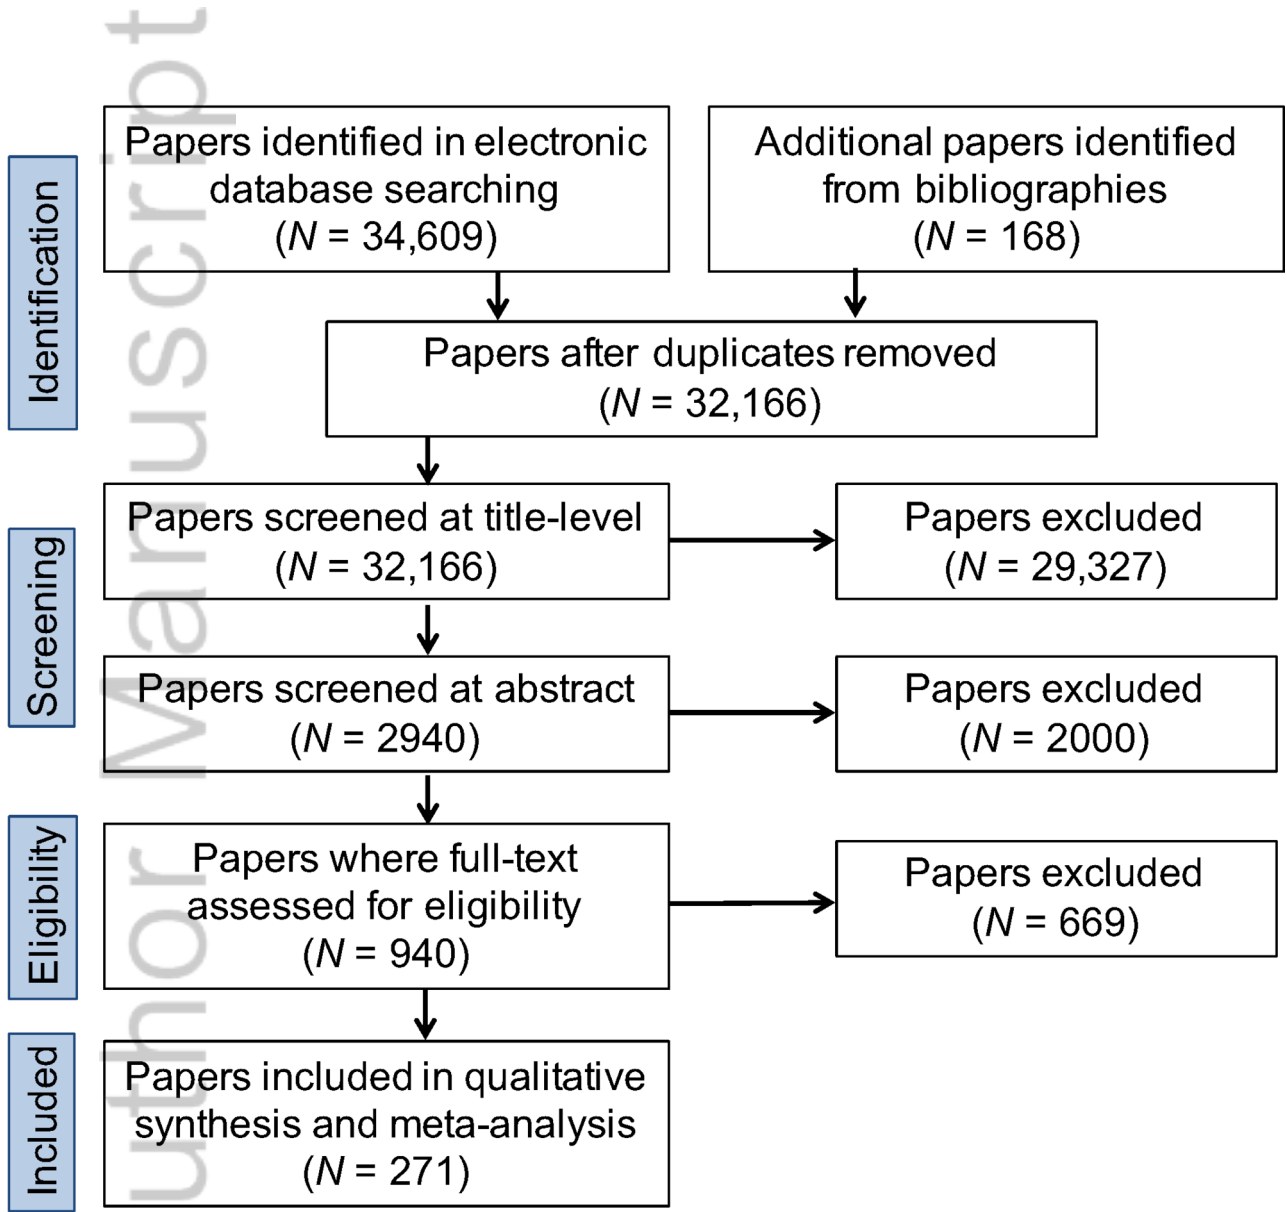 Papers identified in electronic
database searching
(N = 34,609)
Additional papers identified
from bibliographies
(N = 168)
Identification
Papers after duplicates removed
(N = 32,166)
Screening
Papers screened at title-level
(N = 32,166)
Papers excluded
(N = 29,327)
Papers screened at abstract
(N = 2940)
Papers excluded
(N = 2000)
Eligibility
Papers where full-text
assessed for eligibility
(N = 940)
Papers excluded
(N = 669)
Included
Papers included in qualitative
synthesis and meta-analysis
(N = 271)
uthor Manuscript